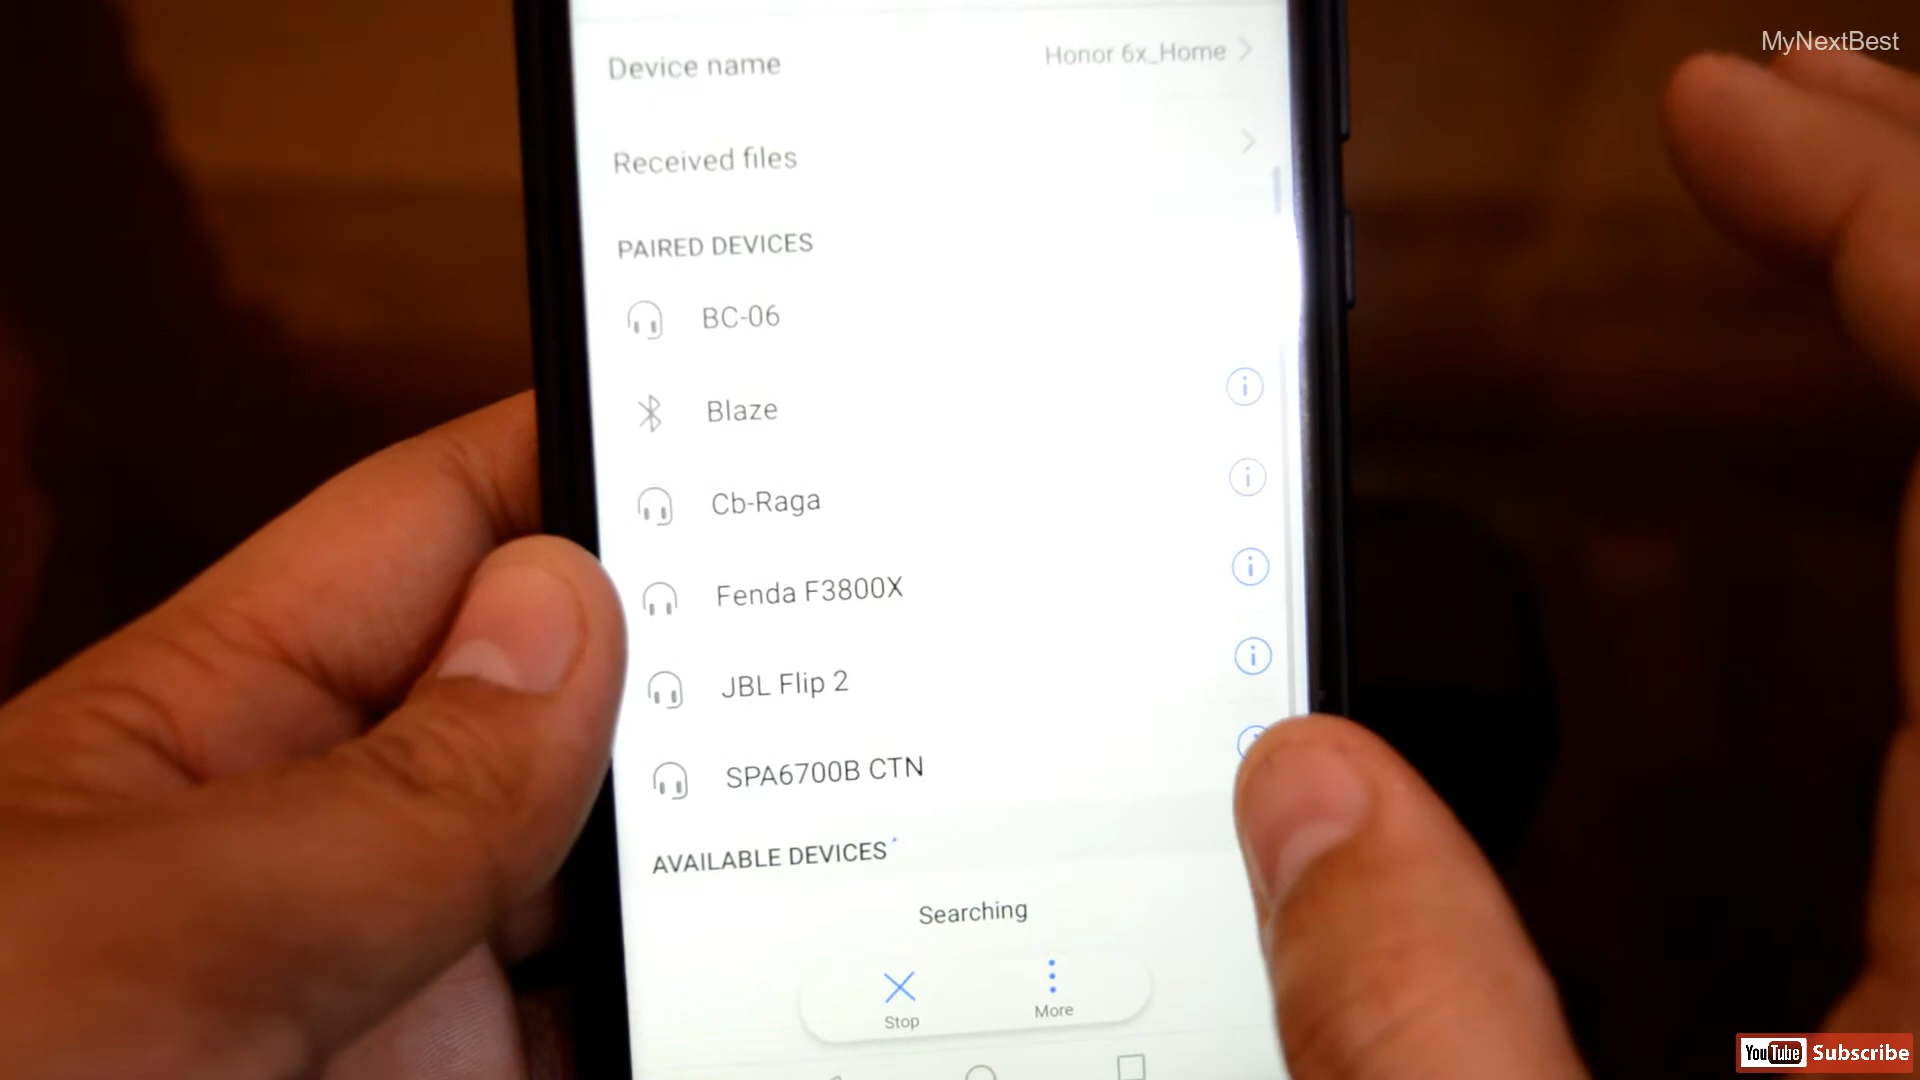 MyNextBest
Device name
Honor 6x_Home
Received files
PAIRED DEVICES
BC-06
Blaze
Cb-Raga
Fenda F3800X
JBL Flip 2
SPA6700B CTN
AVAILABLE DEVICES
Searching
Stop
More
YouTube Subscribe